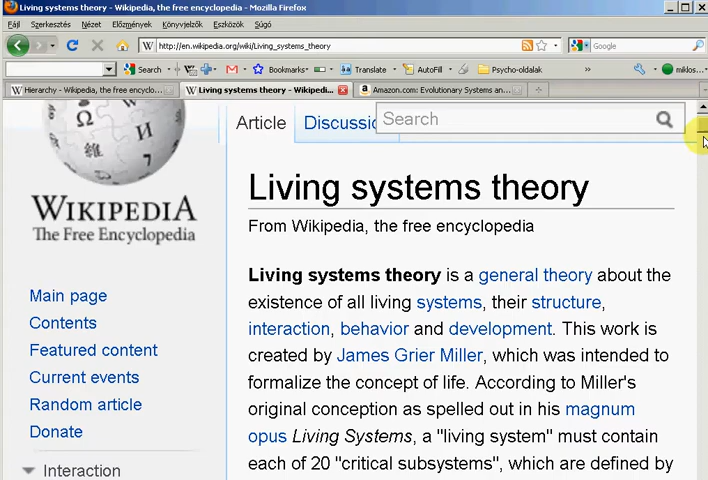 Living systems theory - Wikipedia, the free encyclopedia - Mozilla Firefox
Fájl Szerkesztés Nézet Előzmények Könyvjelzők Eszközök Súgó
http://en.wikipedia.org/wiki/Living_systems_theory
Google
Search Bookmarks Translate AutoFill Psycho-oldalak » miklos...
Hierarchy - Wikipedia, the free encyclo...
Living systems theory - Wikipedi...
Amazon.com: Evolutionary Systems an...
Article
Discussio
Search
WIKIPEDIA
The Free Encyclopedia
Main page
Contents
Featured content
Current events
Random article
Donate
Interaction
Living systems theory
From Wikipedia, the free encyclopedia
Living systems theory is a general theory about the
existence of all living systems, their structure,
interaction, behavior and development. This work is
created by James Grier Miller, which was intended to
formalize the concept of life. According to Miller's
original conception as spelled out in his magnum
opus Living Systems, a "living system" must contain
each of 20 "critical subsystems", which are defined by